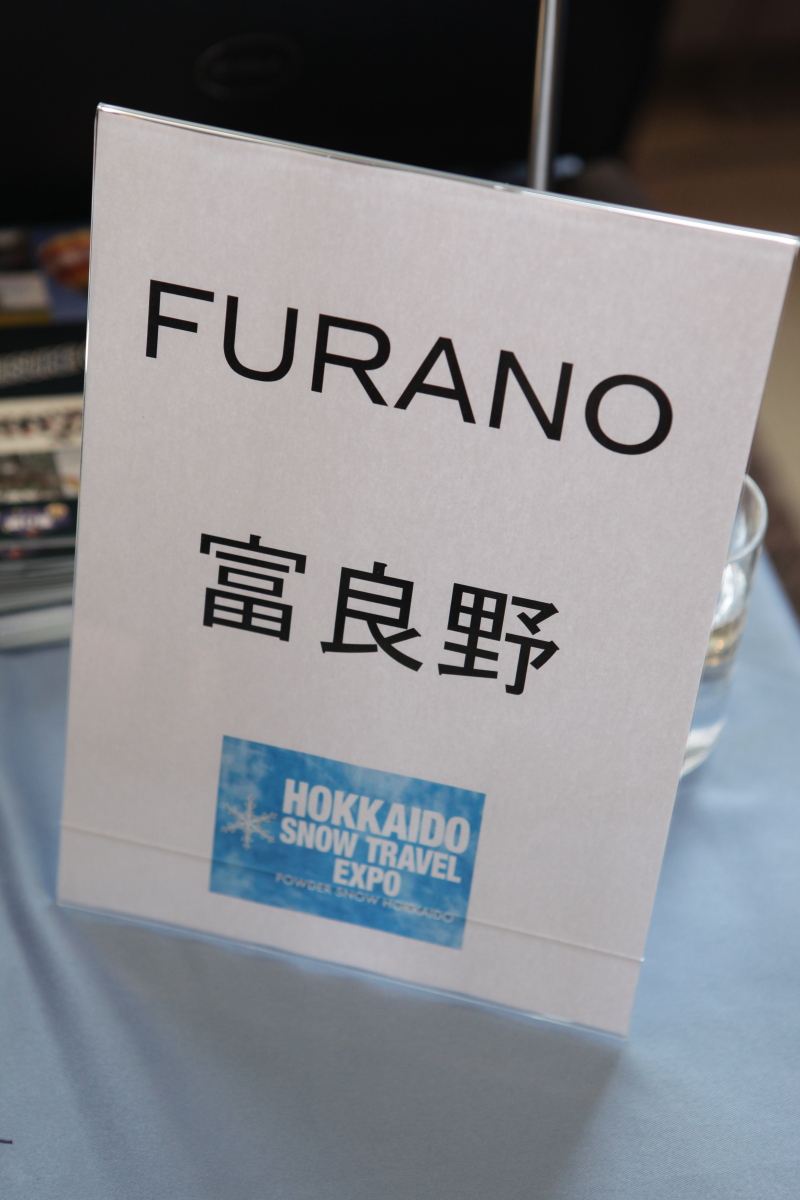 FURANO
富良野
HOKKAIDO
SNOW TRAVEL
EXPO
POWDER SNOW HOKKAIDO